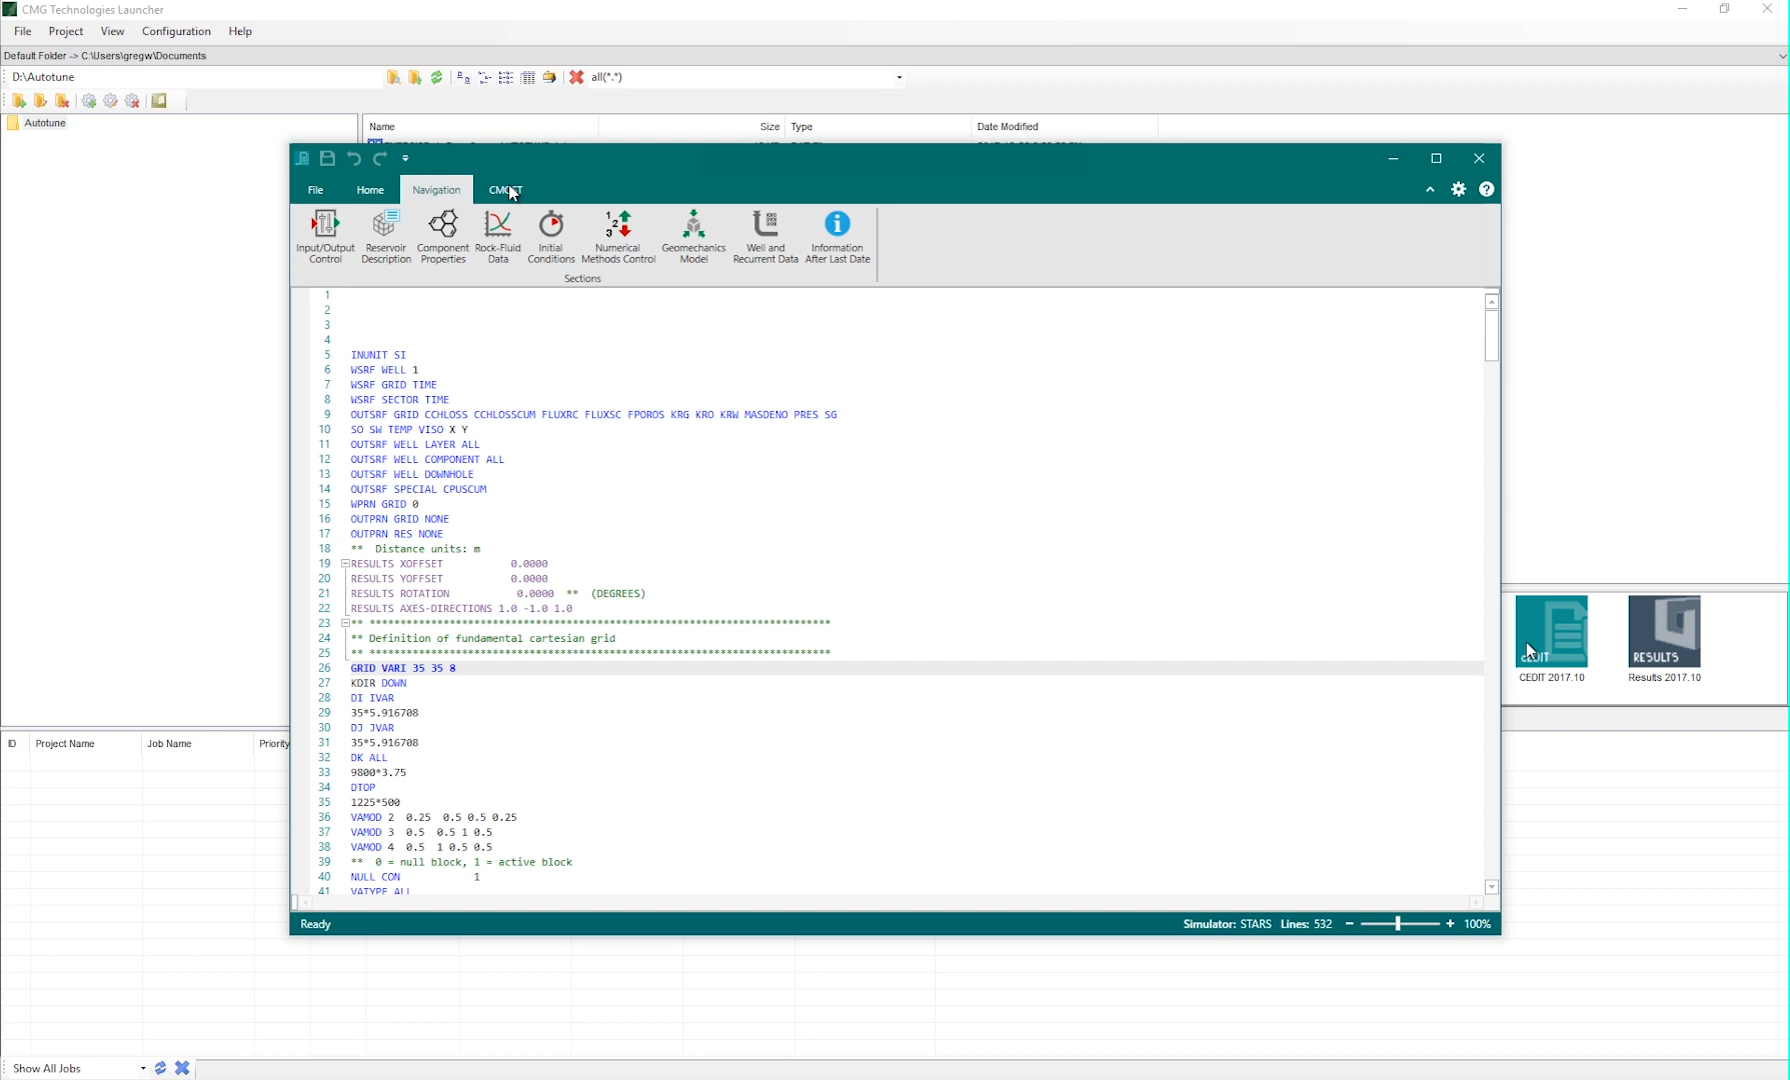 CMG Technologies Launcher
File Project View Configuration Help
Default Folder -> C:\Users\gregw\Documents
D:\Autotune all(*.*)
Autotune
Name Size Type Date Modified
File Home Navigation
Input/Output Control
Reservoir Description
Component Properties
Rock-Fluid Data
Initial Conditions
Numerical Methods Control
Geomechanics Model
Well and Recurrent Data
Information After Last Date
Sections
1
2
3
4
5 INUNIT SI
6 WSRF WELL 1
7 WSRF GRID TIME
8 WSRF SECTOR TIME
9 OUTSRF GRID CCHLOSS CCHLOSSCUM FLUXRC FLUXSC FPOROS KRG KRO KRW MASDENO PRES SG
10 SO SW TEMP VISO X Y
11 OUTSRF WELL LAYER ALL
12 OUTSRF WELL COMPONENT ALL
13 OUTSRF WELL DOWNHOLE
14 OUTSRF SPECIAL CPUSCUM
15 WPRN GRID 0
16 OUTPRN GRID NONE
17 OUTPRN RES NONE
18 ** Distance units: m
19 RESULTS XOFFSET 0.0000
20 RESULTS YOFFSET 0.0000
21 RESULTS ROTATION 0.0000 ** (DEGREES)
22 RESULTS AXES-DIRECTIONS 1.0 -1.0 1.0
23 ** ***************************************************************************
24 ** Definition of fundamental cartesian grid
25 ** ***************************************************************************
26 GRID VARI 35 35 8
27 KDIR DOWN
28 DI IVAR
29 35*5.916708
30 DJ JVAR
31 35*5.916708
32 DK ALL
33 9800*3.75
34 DTOP
35 1225*500
36 VAMOD 2 0.25 0.5 0.5 0.25
37 VAMOD 3 0.5 0.5 1 0.5
38 VAMOD 4 0.5 1 0.5 0.5
39 ** 0 = null block, 1 = active block
40 NULL CON 1
41 VATYPE ALL
Ready Simulator: STARS Lines: 532 100%
RESULTS
CEDIT 2017.10 Results 2017.10
ID Project Name Job Name Priority
Show All Jobs